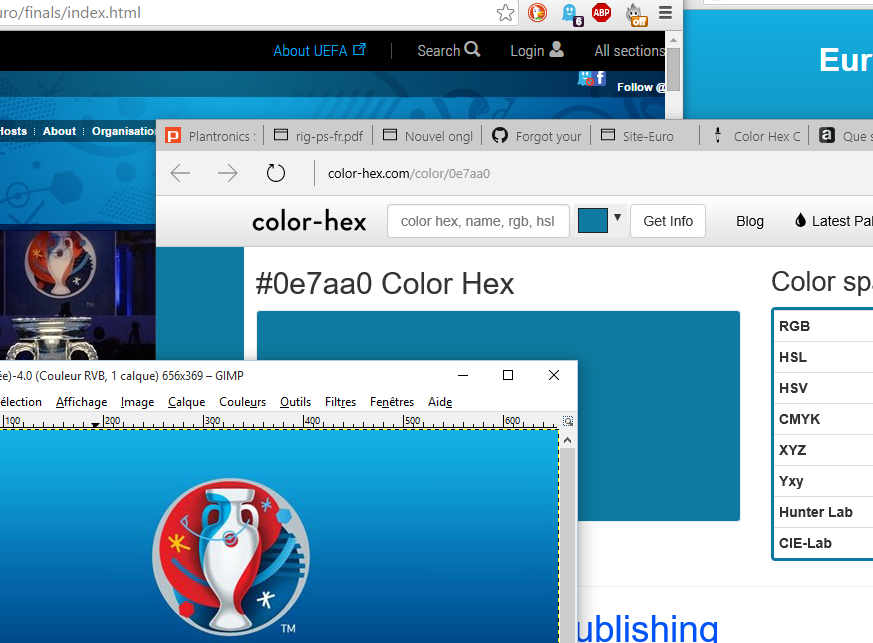 uro/finals/index.html
6
ABP
off
About UEFA
Search
Login
All sections
Eur
Follow @
Hosts
About
Organisation
Plantronics :
rig-ps-fr.pdf
Nouvel ongl
Forgot your
Site-Euro
Color Hex C
a
Que s
color-hex.com/color/0e7aa0
color-hex
color hex, name, rgb, hsl
Get Info
Blog
Latest Pal
#0e7aa0 Color Hex
Color spa
RGB
HSL
HSV
CMYK
XYZ
Yxy
Hunter Lab
CIE-Lab
ée)-4.0 (Couleur RVB, 1 calque) 656x369 – GIMP
élection
Affichage
Image
Calque
Couleurs
Outils
Filtres
Fenêtres
Aide
100
200
300
400
500
600
TM
ublishing